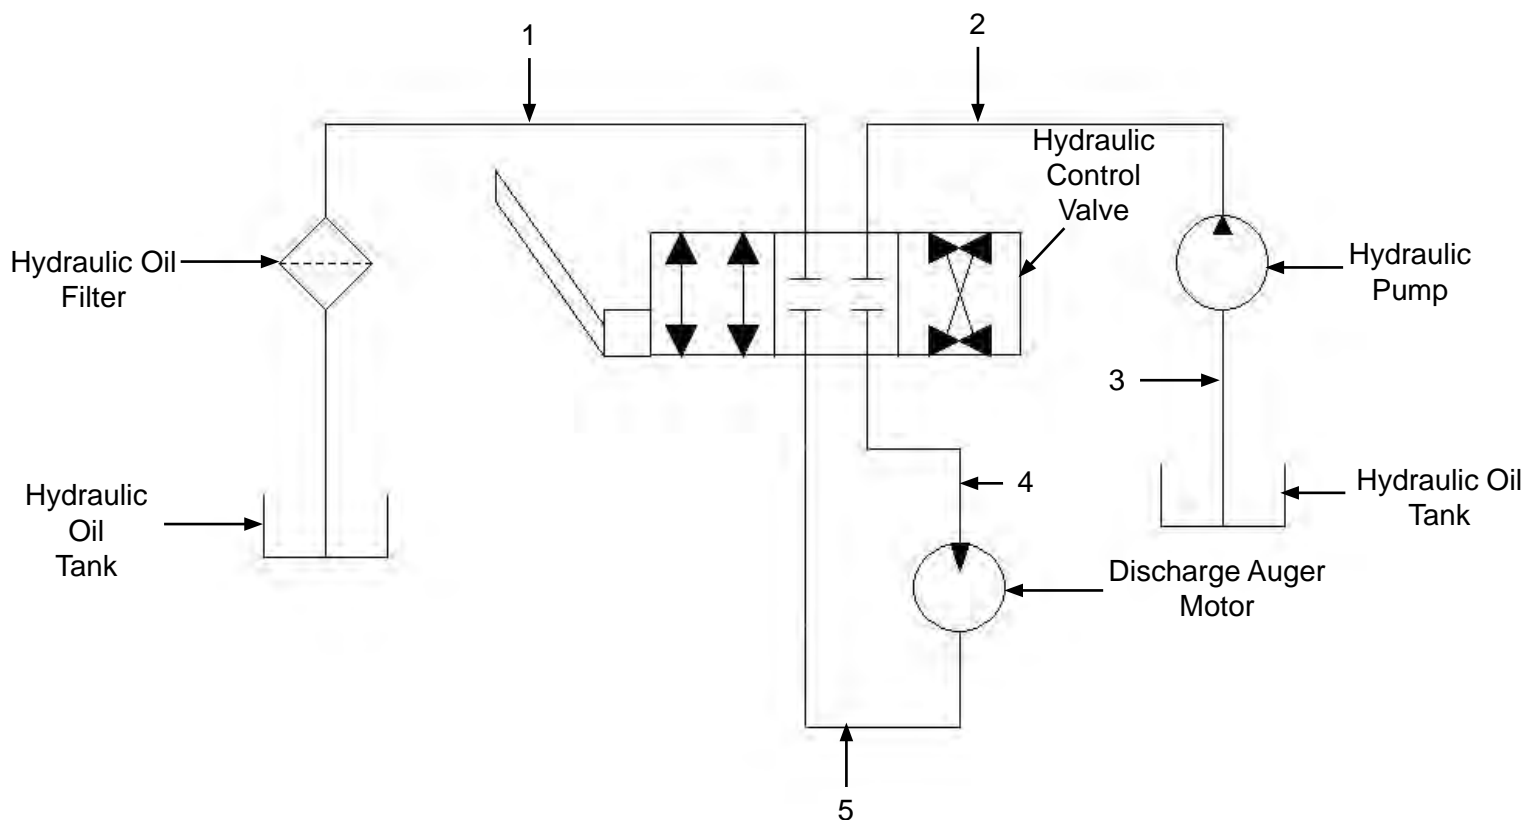 1
2
Hydraulic
Control
Valve
Hydraulic Oil
Filter
Hydraulic
Pump
3
Hydraulic
Oil
Tank
4
Hydraulic Oil
Tank
Discharge Auger
Motor
5